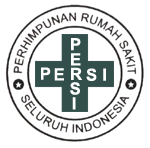 PERHIMPUNAN RUMAH SAKIT
PERSI
PERSI
SELURUH INDONESIA